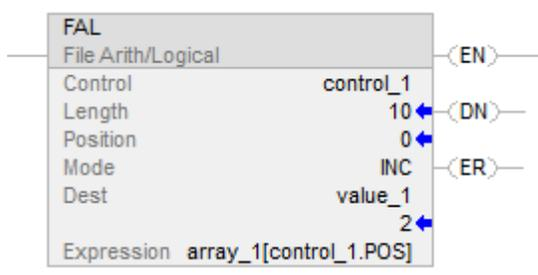 FAL
File Arith/Logical
EN
Control control_1
Length 10
DN
Position 0
Mode INC
ER
Dest value_1
2
Expression array_1[control_1.POS]